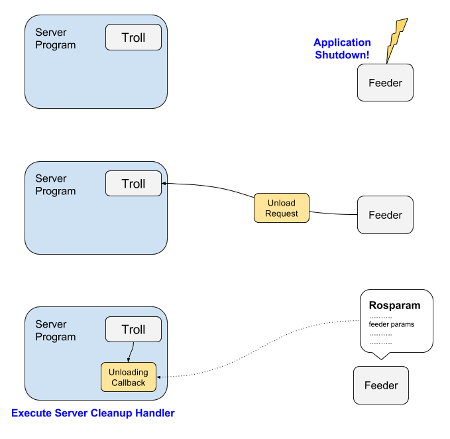 Server
Program
Troll
Application
Shutdown!
Feeder
Server
Program
Troll
Unload
Request
Feeder
Server
Program
Troll
Unloading
Callback
Rosparam
............
feeder params
............
............
Feeder
Execute Server Cleanup Handler